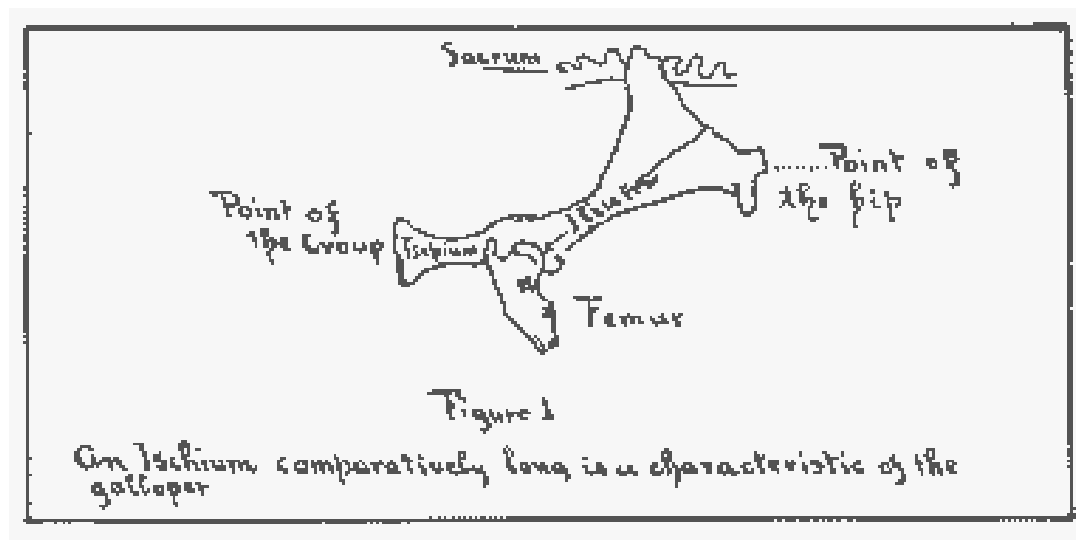 Sacrum
Point of
the hip
Ilium
Point of
the Croup
Ischium
Femur
Figure 1
An Ischium comparatively long is a characteristic of the
galloper